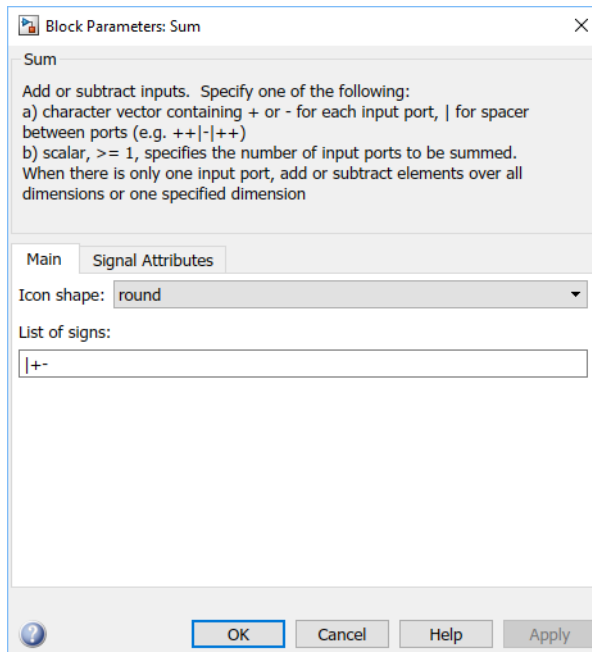 Block Parameters: Sum
Sum
Add or subtract inputs.  Specify one of the following:
a) character vector containing + or - for each input port, | for spacer
between ports (e.g. ++|-|++)
b) scalar, >= 1, specifies the number of input ports to be summed.
When there is only one input port, add or subtract elements over all
dimensions or one specified dimension
Main Signal Attributes
Icon shape: round
List of signs:
|+-
? OK Cancel Help Apply